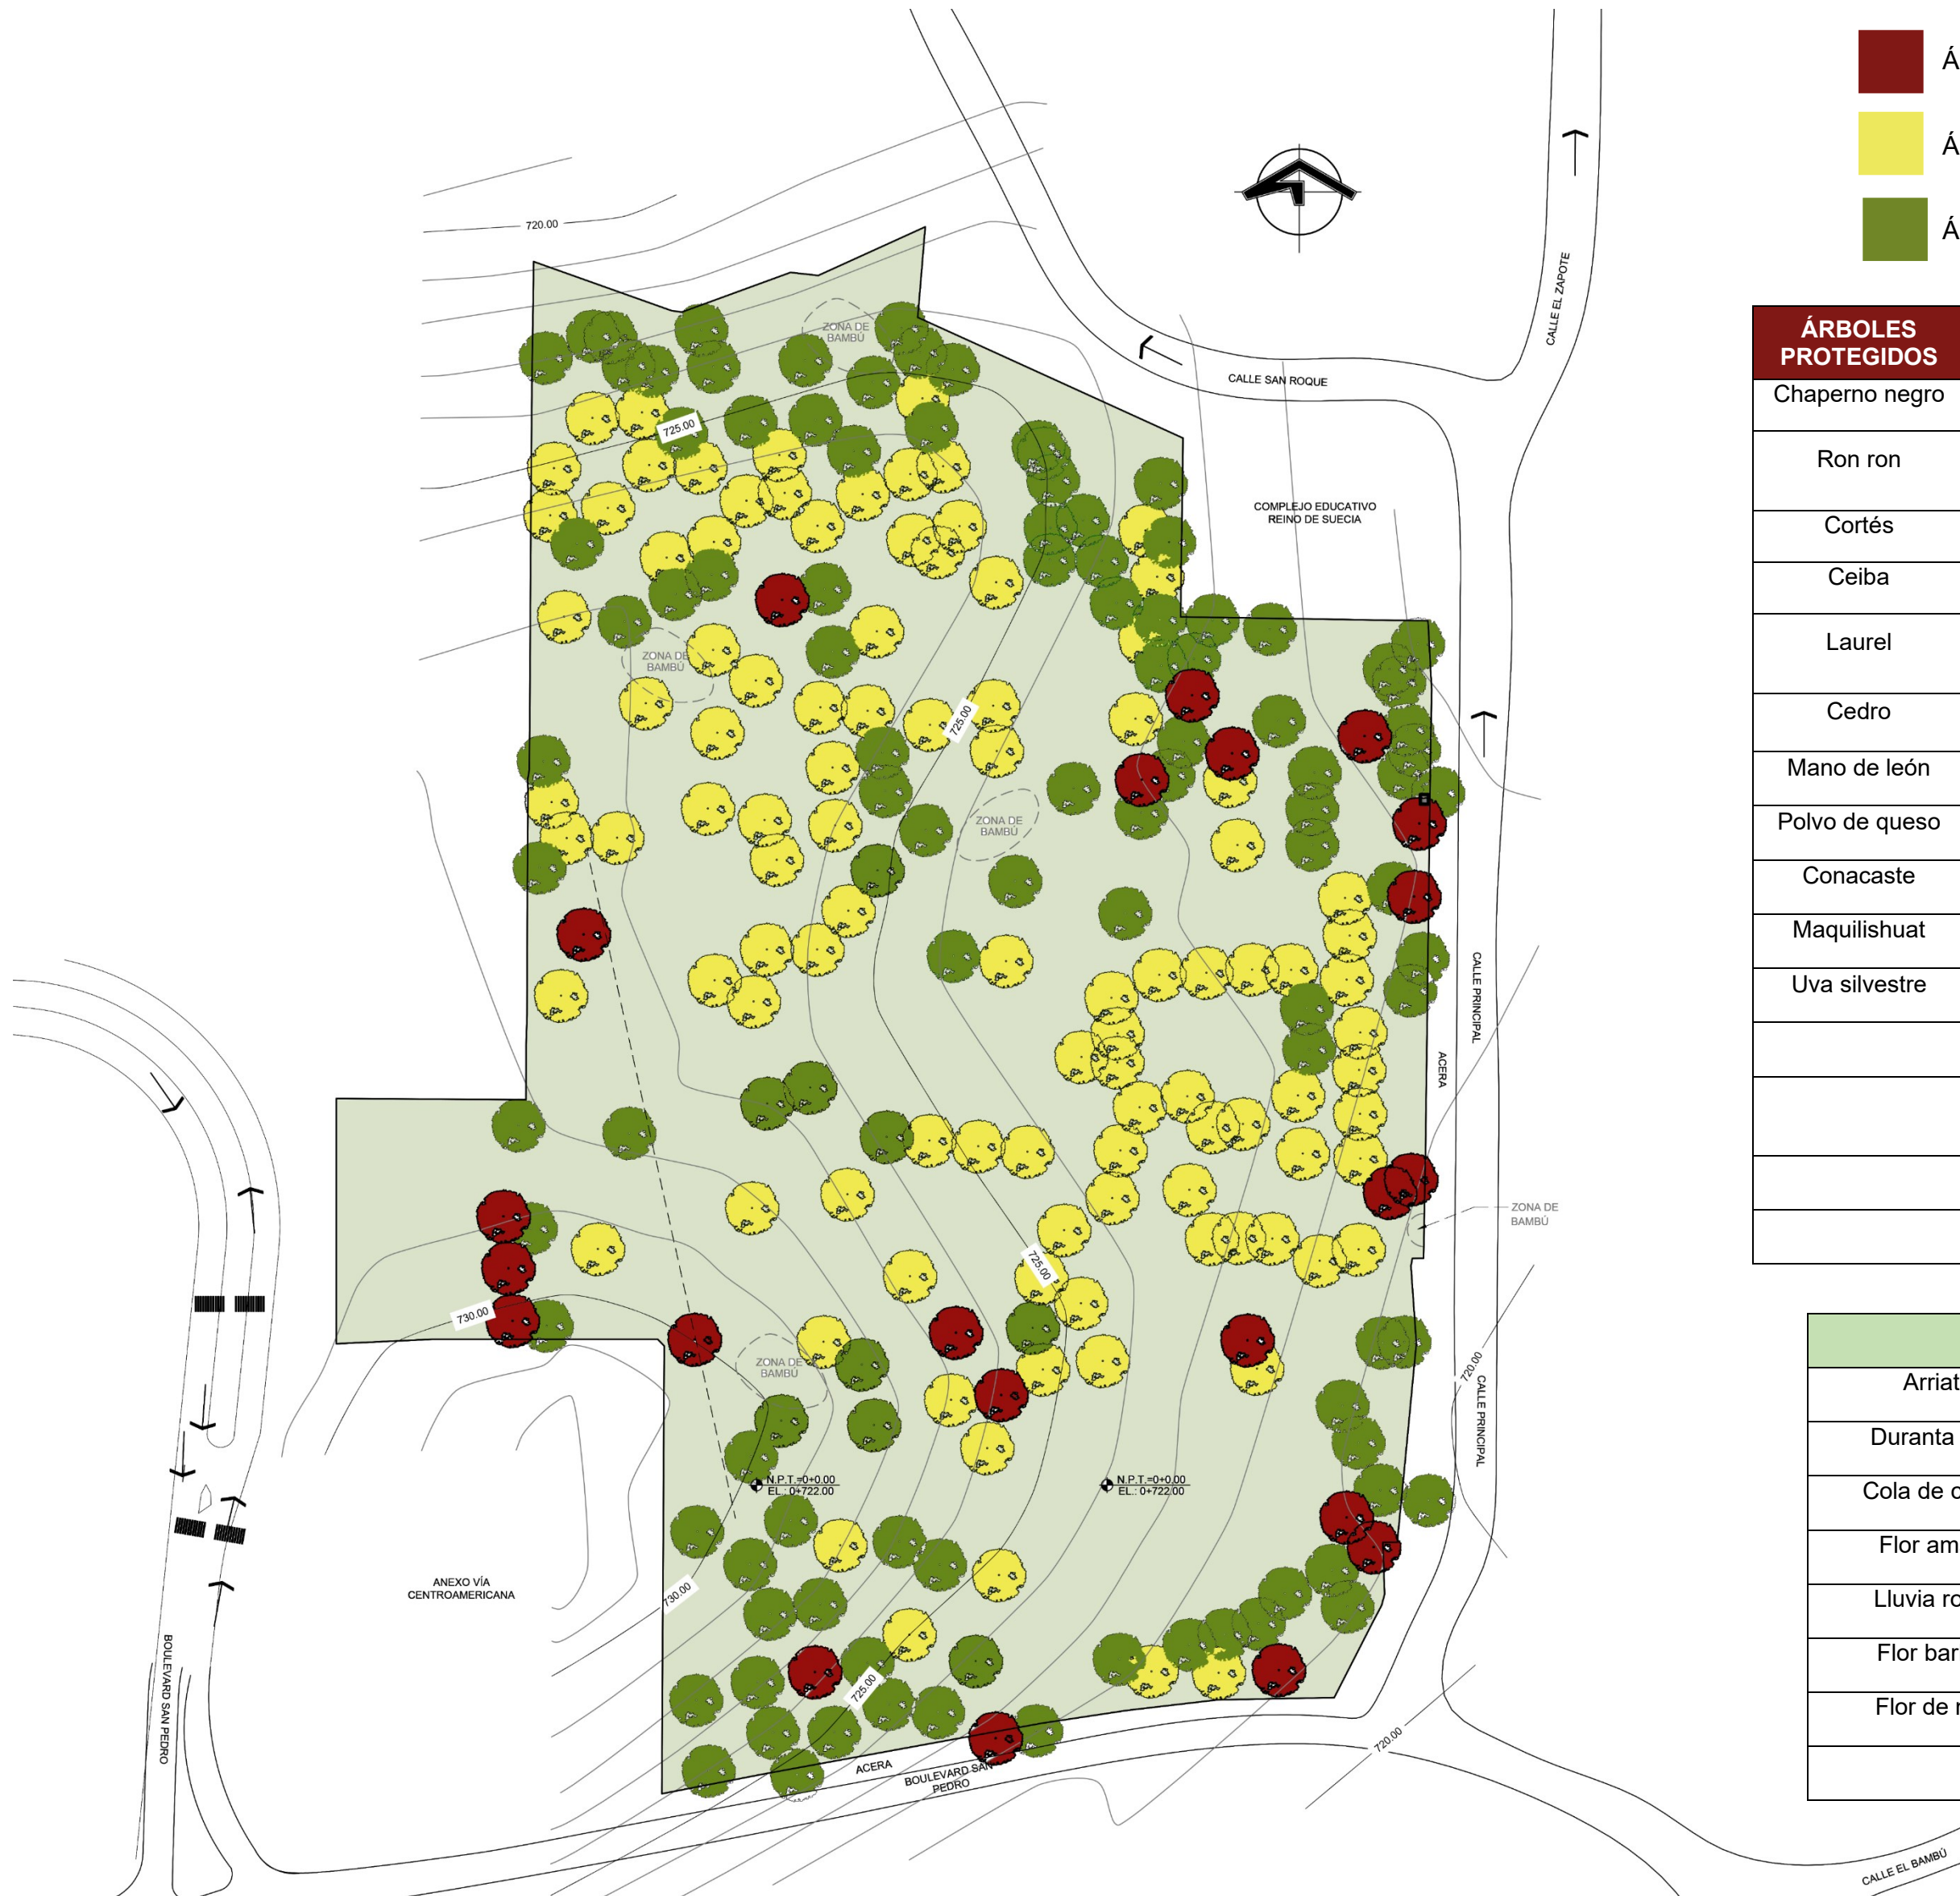 Á
Á
Á
720.00
ZONA DE
BAMBÚ
CALLE EL ZAPOTE
CALLE SAN ROQUE
725.00
COMPLEJO EDUCATIVO
REINO DE SUECIA
ZONA DE
BAMBÚ
725.00
ZONA DE
BAMBÚ
CALLE PRINCIPAL
ACERA
ZONA DE
BAMBÚ
725.00
730.00
ZONA DE
BAMBÚ
720.00
CALLE PRINCIPAL
N.P.T.=0+0.00
EL.: 0+722.00
N.P.T.=0+0.00
EL.: 0+722.00
ANEXO VÍA
CENTROAMERICANA
730.00
BOULEVARD SAN PEDRO
725.00
720.00
ACERA
BOULEVARD SAN
PEDRO
CALLE EL BAMBÚ
ÁRBOLES
PROTEGIDOS
Chaperno negro
Ron ron
Cortés
Ceiba
Laurel
Cedro
Mano de león
Polvo de queso
Conacaste
Maquilishuat
Uva silvestre
Arriat
Duranta
Cola de
Flor am
Lluvia ro
Flor bar
Flor de